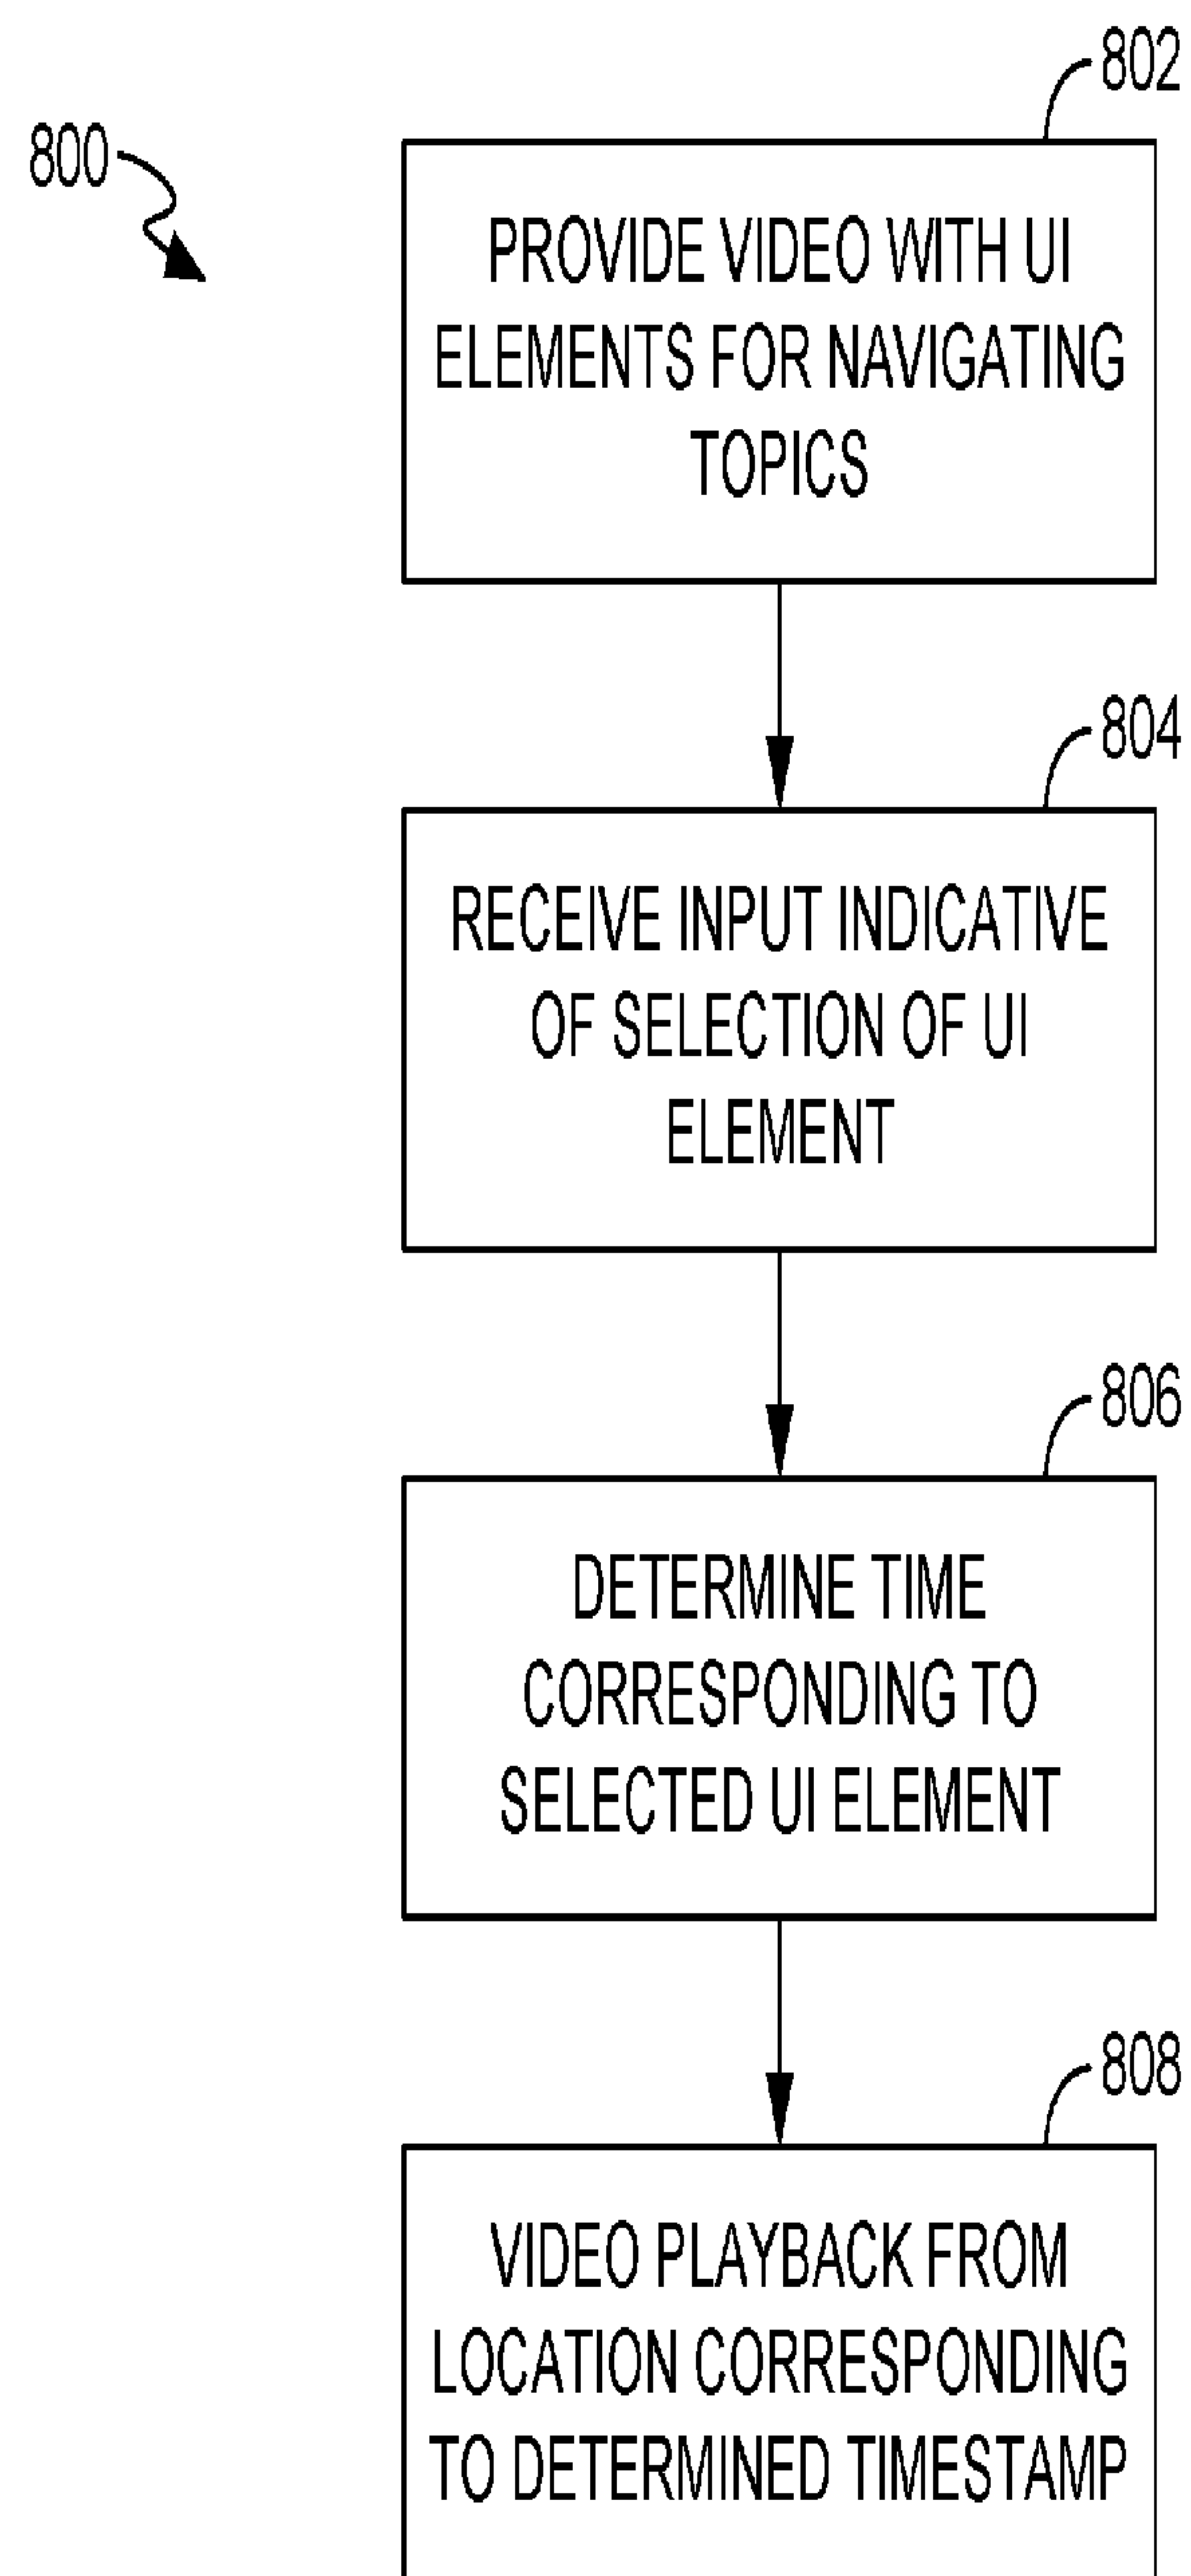 802
800
PROVIDE VIDEO WITH UI
ELEMENTS FOR NAVIGATING
TOPICS
804
RECEIVE INPUT INDICATIVE
OF SELECTION OF UI
ELEMENT
806
DETERMINE TIME
CORRESPONDING TO
SELECTED UI ELEMENT
808
VIDEO PLAYBACK FROM
LOCATION CORRESPONDING
TO DETERMINED TIMESTAMP